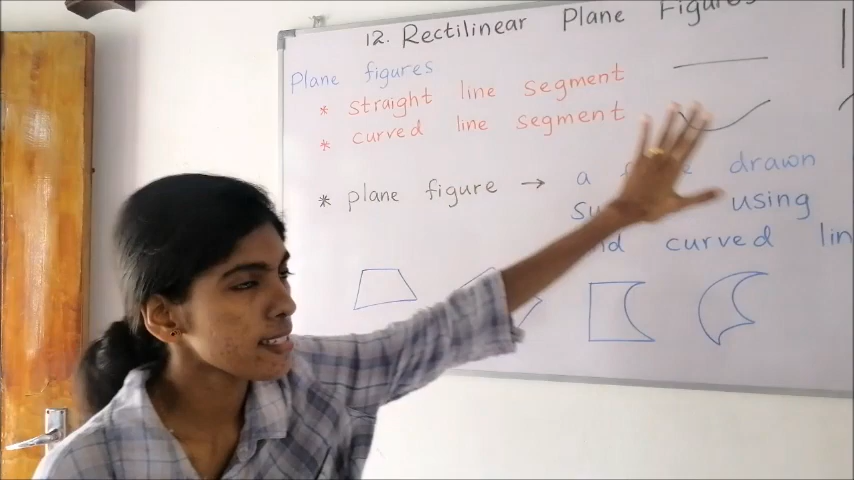 12. Rectilinear Plane Figures
Plane figures
* straight line segment
* curved line segment
* plane figure → a drawn
using
curved